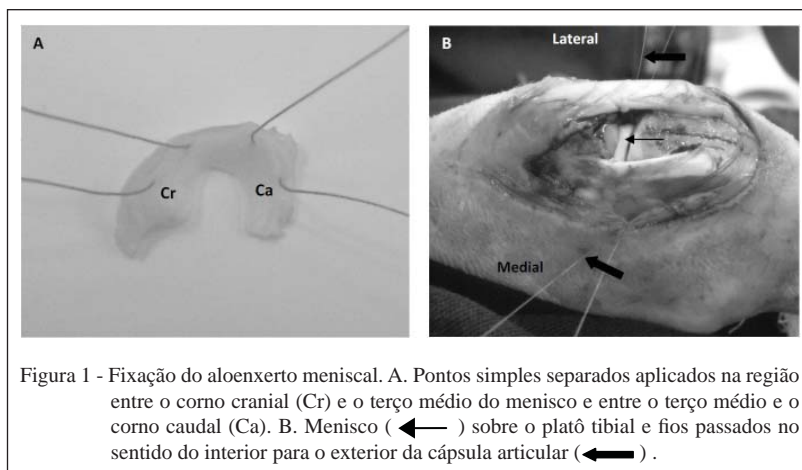 A
Cr
Ca
B
Lateral
Medial
Figura 1 - Fixação do aloenxerto meniscal. A. Pontos simples separados aplicados na região
entre o corno cranial (Cr) e o terço médio do menisco e entre o terço médio e o
corno caudal (Ca). B. Menisco ( ) sobre o platô tibial e fios passados no
sentido do interior para o exterior da cápsula articular ( ) .